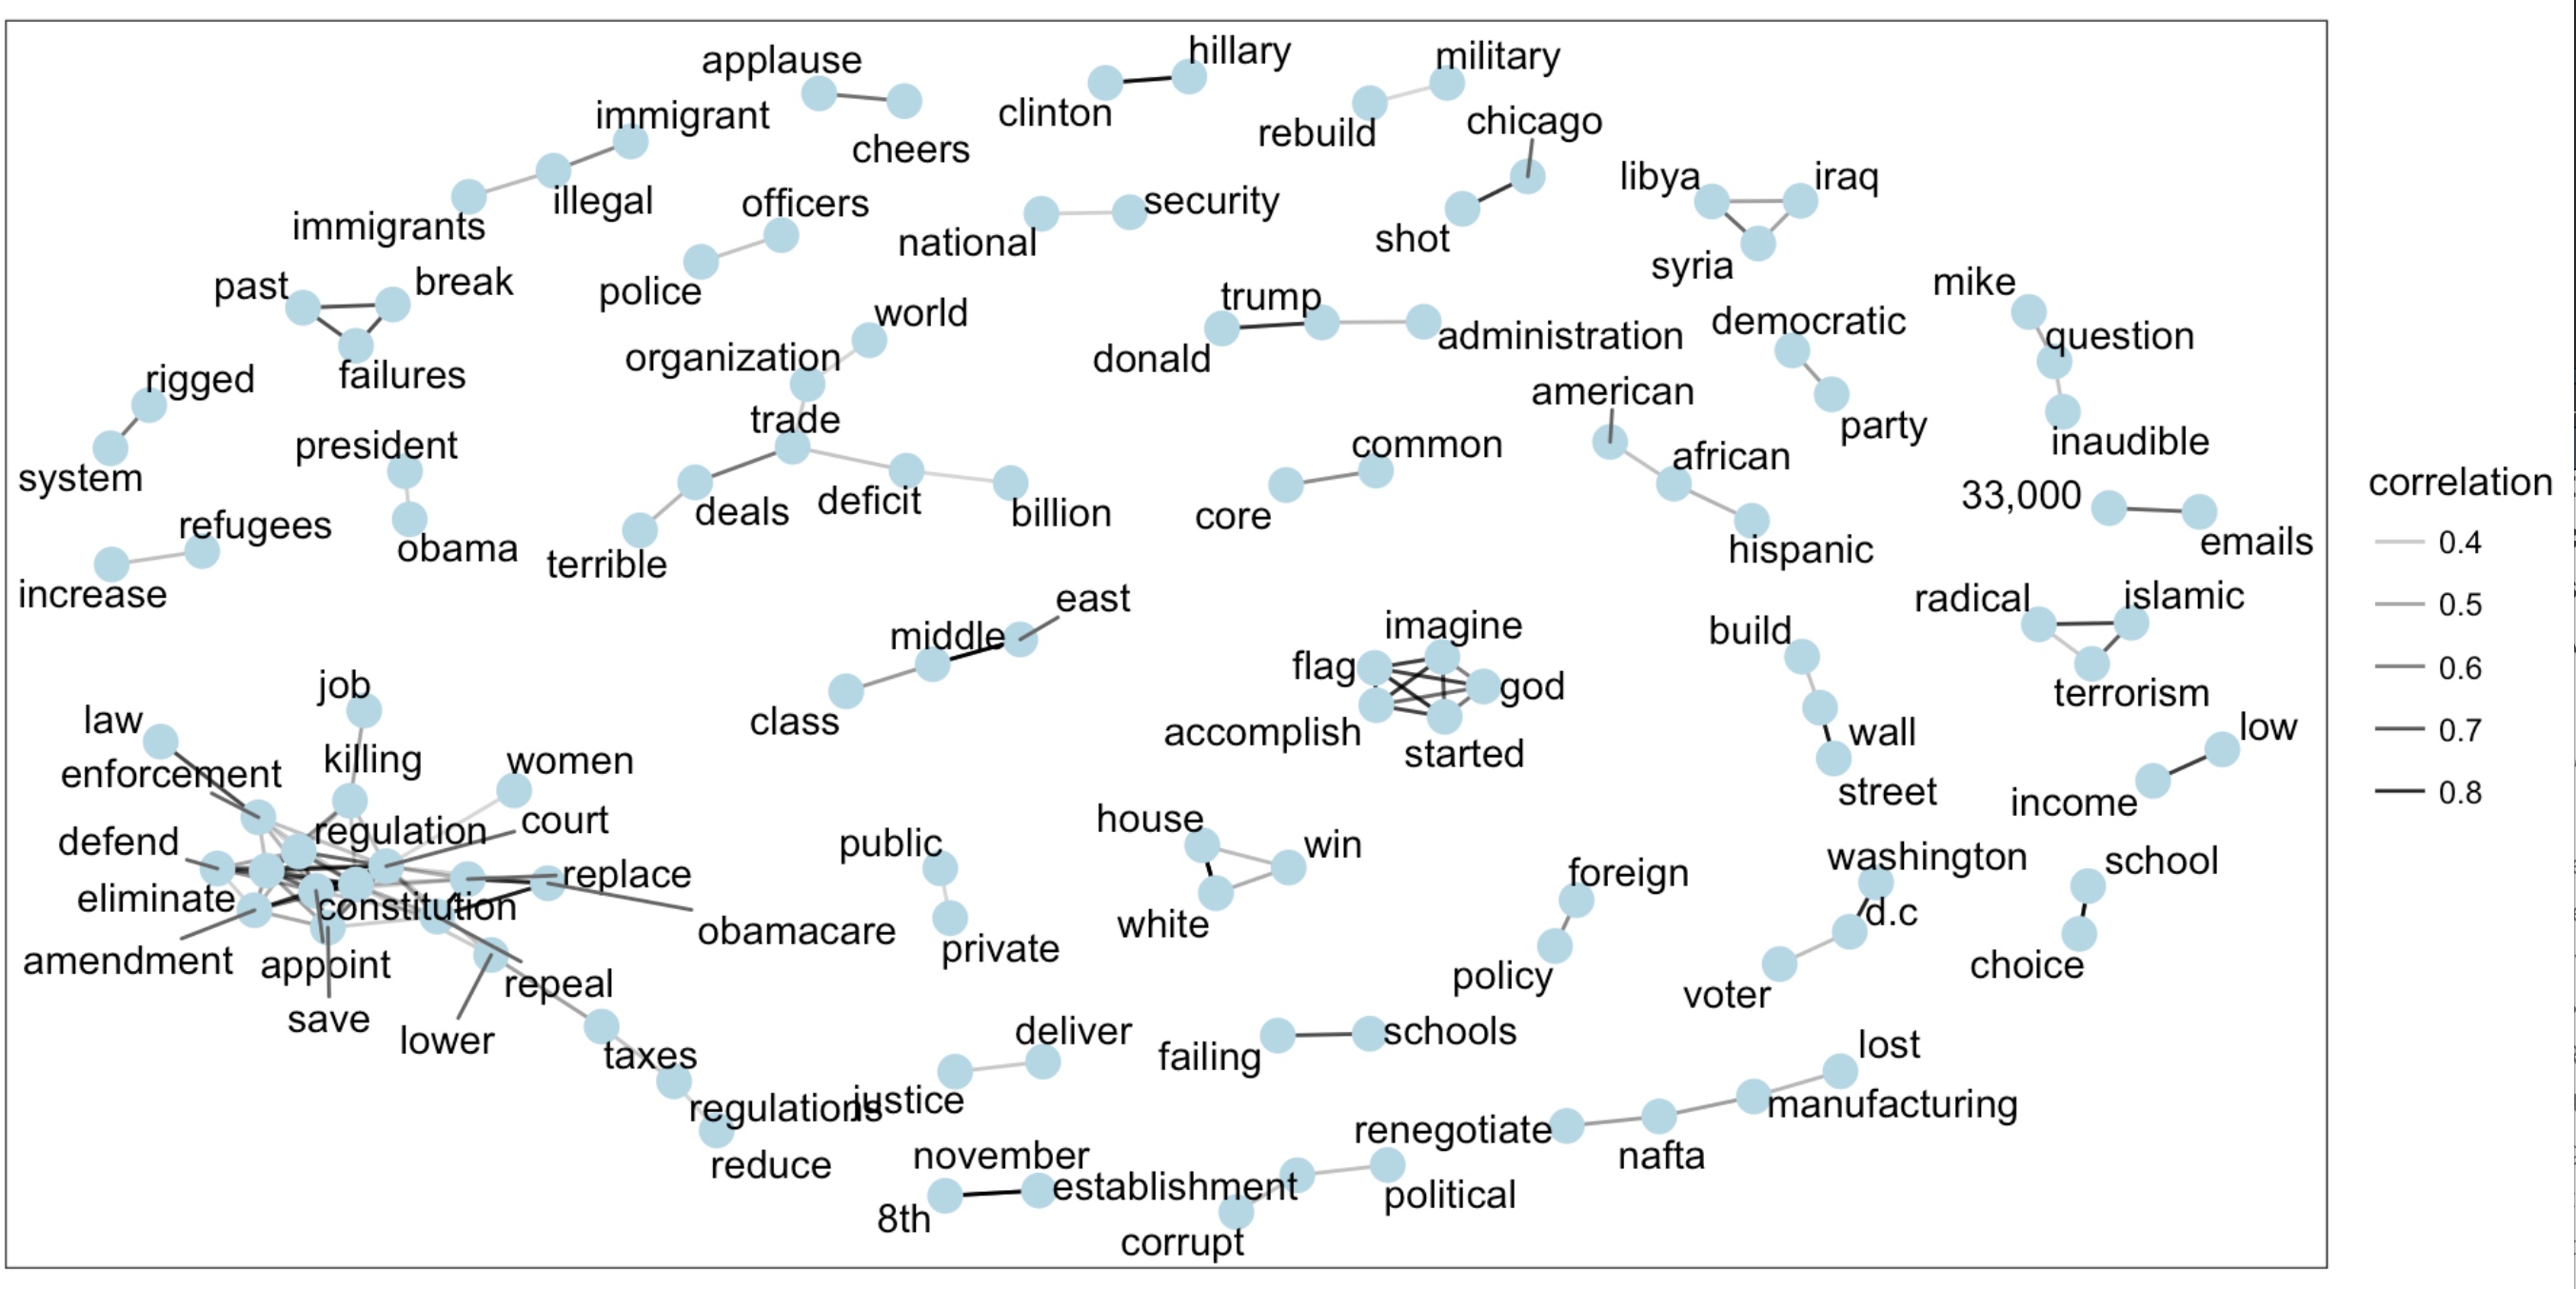 applause
hillary
military
clinton
immigrant
rebuild
chicago
cheers
libya
iraq
illegal
officers
security
immigrants
national
shot
syria
past
break
police
mike
trump
world
democratic
question
administration
organization
donald
failures
rigged
american
trade
party
president
common
inaudible
african
system
33,000
deals
deficit
billion
core
refugees
emails
obama
hispanic
terrible
increase
east
radical
islamic
imagine
build
middle
flag
god
job
terrorism
law
class
accomplish
low
wall
started
killing
women
enforcement
street
income
house
court
regulation
defend
public
win
washington
school
replace
foreign
eliminate
constitution
d.c
white
obamacare
private
amendment
appoint
choice
policy
repeal
voter
save
deliver
schools
lower
lost
taxes
failing
justice
regulations
manufacturing
renegotiate
november
nafta
reduce
establishment
political
8th
corrupt
correlation
0.4
0.5
0.6
0.7
0.8